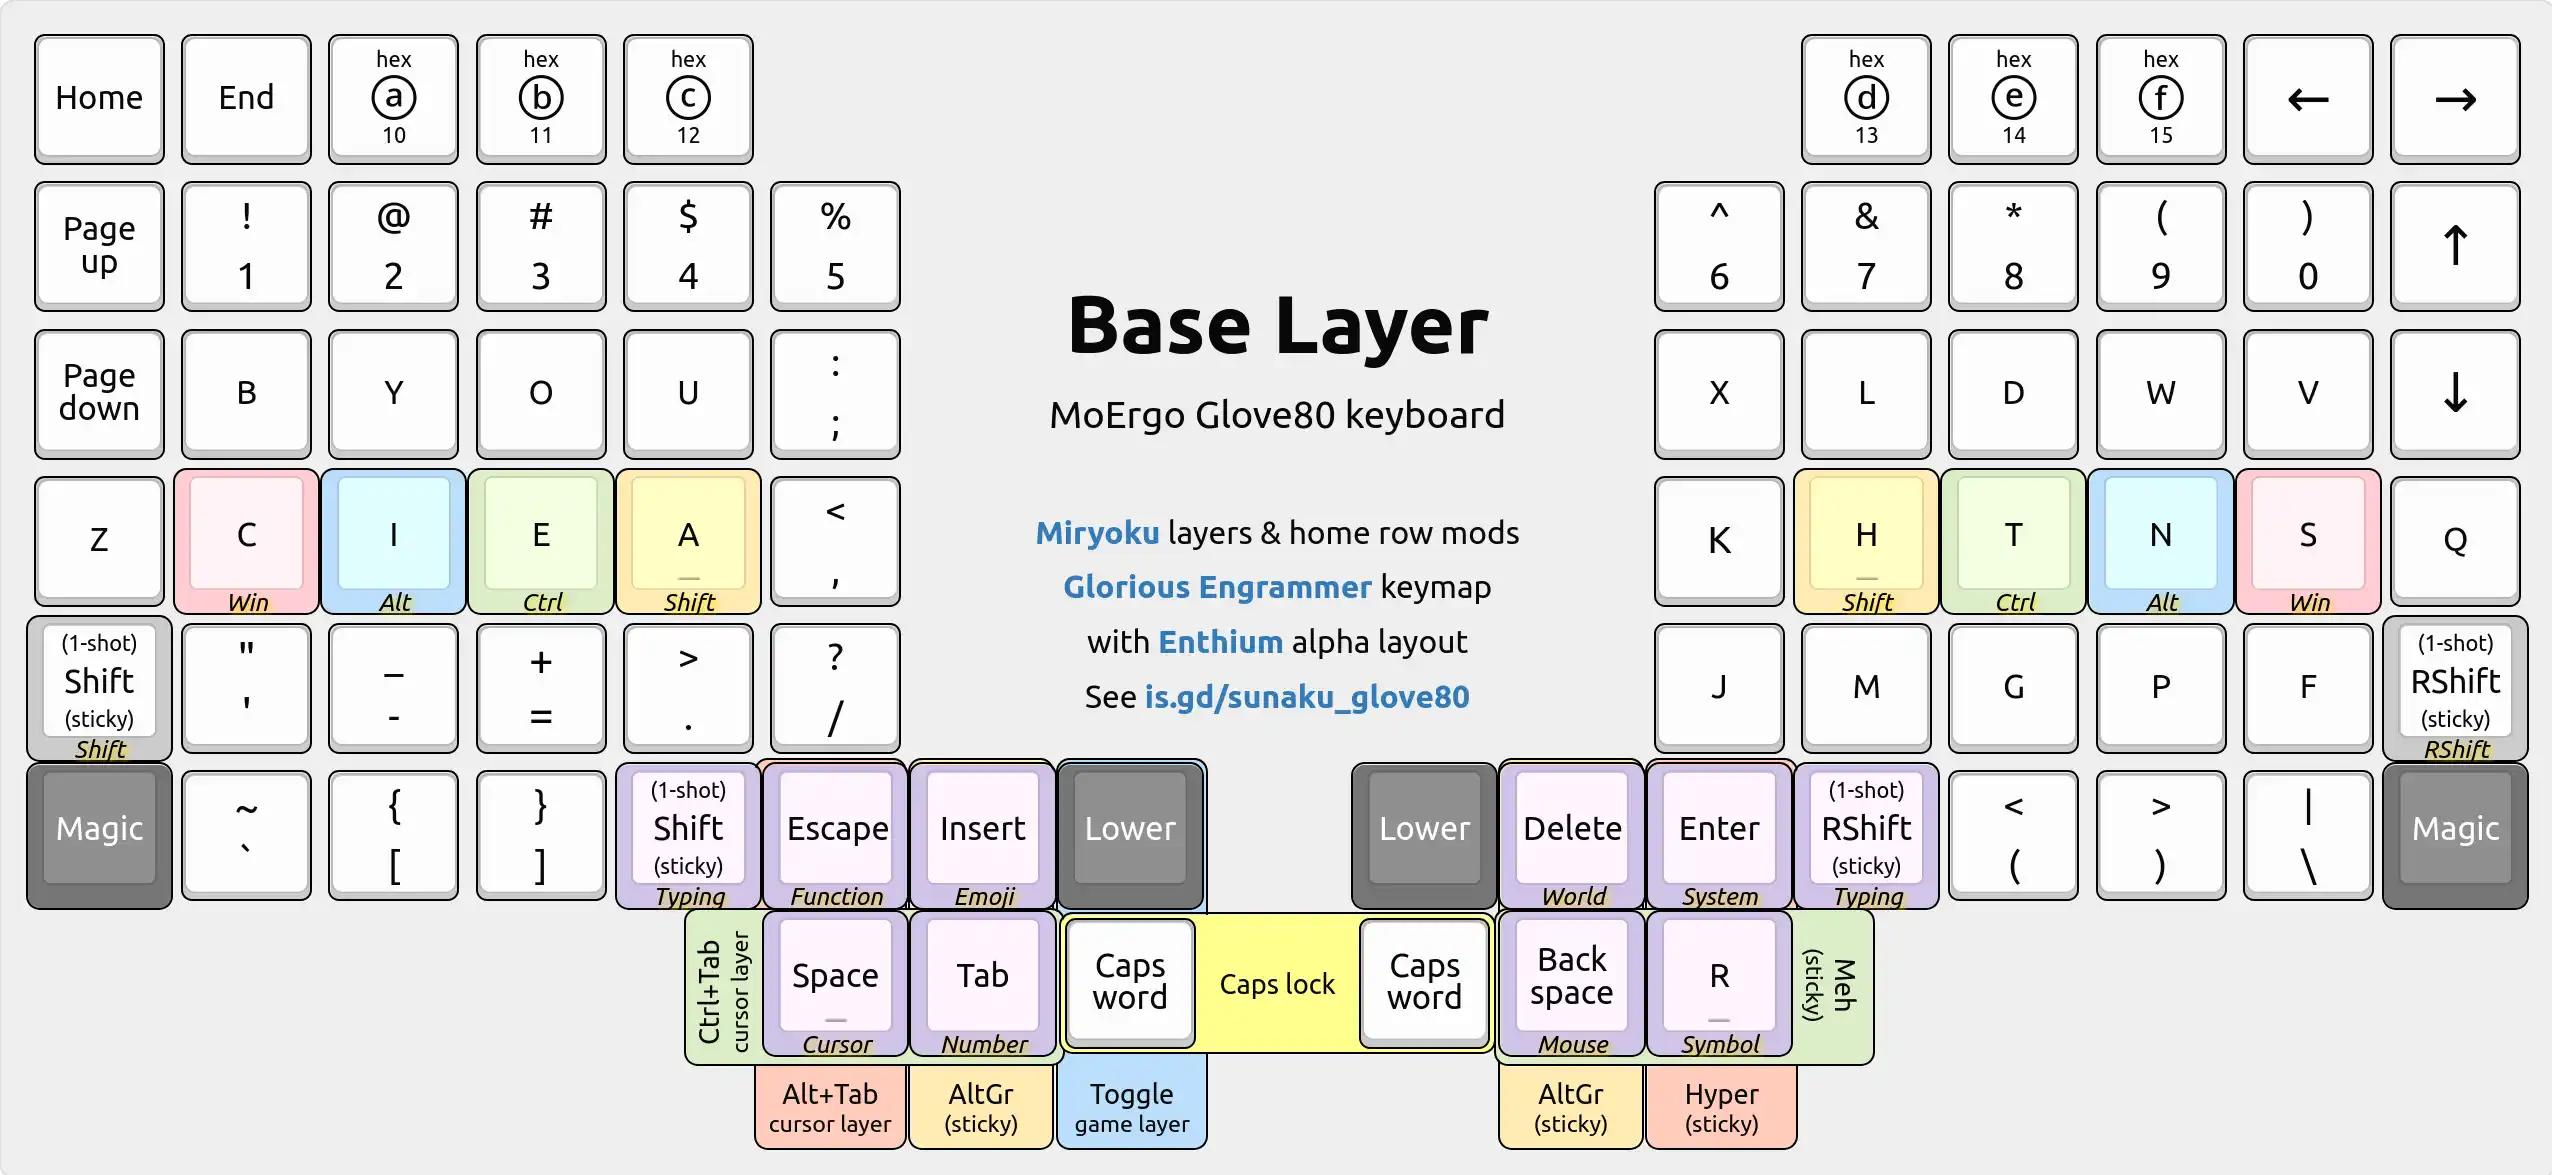 Home End hex hex hex hex hex hex ← →
a b c d e f
10 11 12 13 14 15
Page up ! @ # $ % ^ & * ( ) ↑
1 2 3 4 5 6 7 8 9 0
Base Layer
Page down B Y O U : X L D W V ↓
;
MoErgo Glove80 keyboard
Z C I E A < K H T N S Q
_ , _
Win Alt Ctrl Shift Shift Ctrl Alt Win
Miryoku layers & home row mods
Glorious Engrammer keymap
with Enthium alpha layout
See is.gd/sunaku_glove80
(1-shot) " _ + > ? J M G P F (1-shot)
Shift RShift
(sticky) ' - = . / (sticky)
Shift RShift
Magic ~ { } (1-shot) Escape Insert Lower Lower Delete Enter (1-shot) < > | Magic
Shift RShift
` [ ] (sticky) (sticky) ( ) \
Typing Function Emoji World System Typing
Ctrl+Tab Space Tab Caps Caps lock Caps Back R Meh
cursor layer _ word word space _ (sticky)
Cursor Number Mouse Symbol
Alt+Tab AltGr Toggle AltGr Hyper
cursor layer (sticky) game layer (sticky) (sticky)